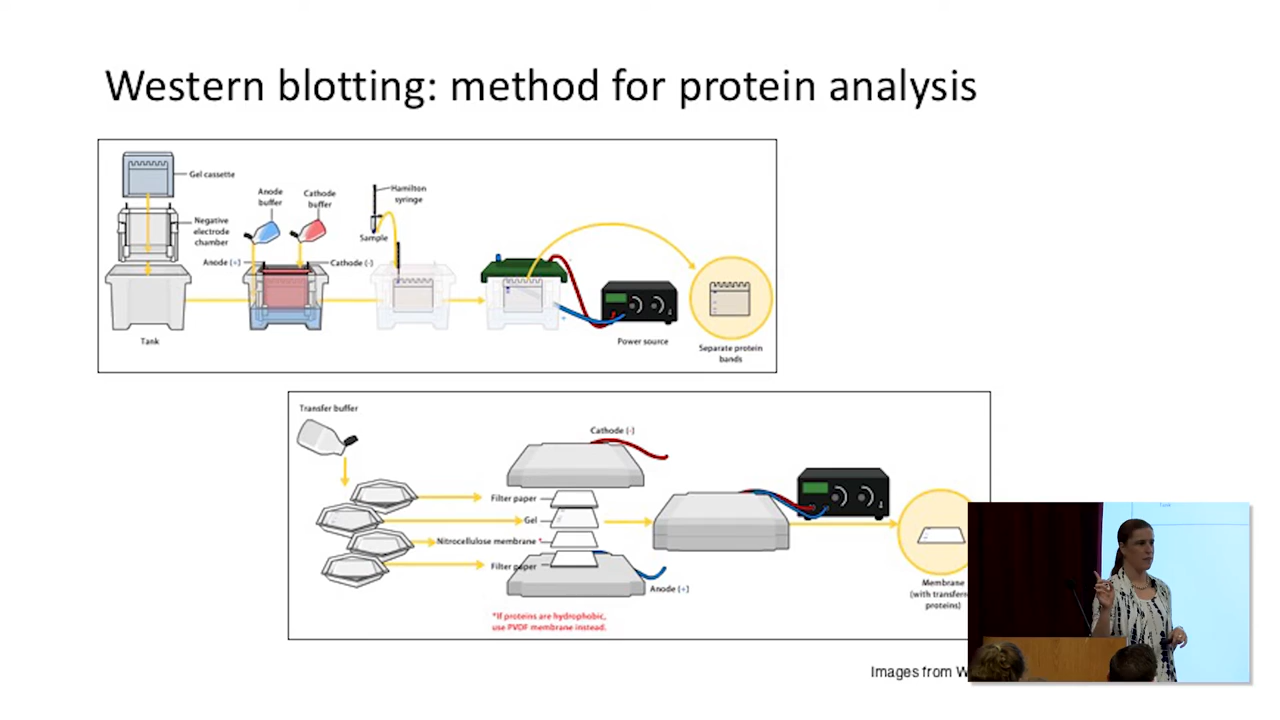 Western blotting: method for protein analysis
Gel cassette
Negative
electrode
chamber
Anode
buffer
Cathode
buffer
Anode (+)
Cathode (-)
Hamilton
syringe
Sample
Tank
+
Power source
Separate protein
bands
Transfer buffer
Cathode (-)
Filter paper
Gel
Nitrocellulose membrane *
Filter paper
Anode (+)
*If proteins are hydrophobic,
use PVDF membrane instead.
Membrane
(with
proteins)
Images from